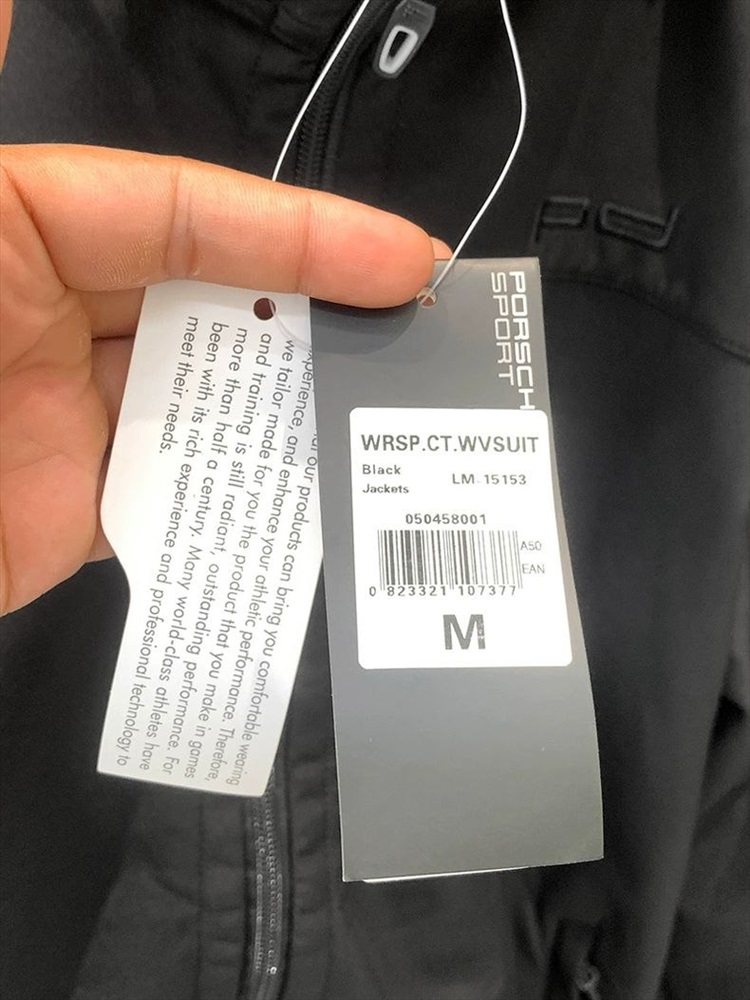 PORSCH
SPORT
WRSP.CT.WVSUIT
Black
LM-15153
Jackets
050458001
A50
EAN
0 823321 107377
M
our products can bring you comfortable wearing
experience, and enhance your athletic performance. Therefore,
we tailor made for you the product that you make in games
and training is still radiant, outstanding performance. For
more than half a century. Many world-class athletes have
been with its rich experience and professional technology to
meet their needs.